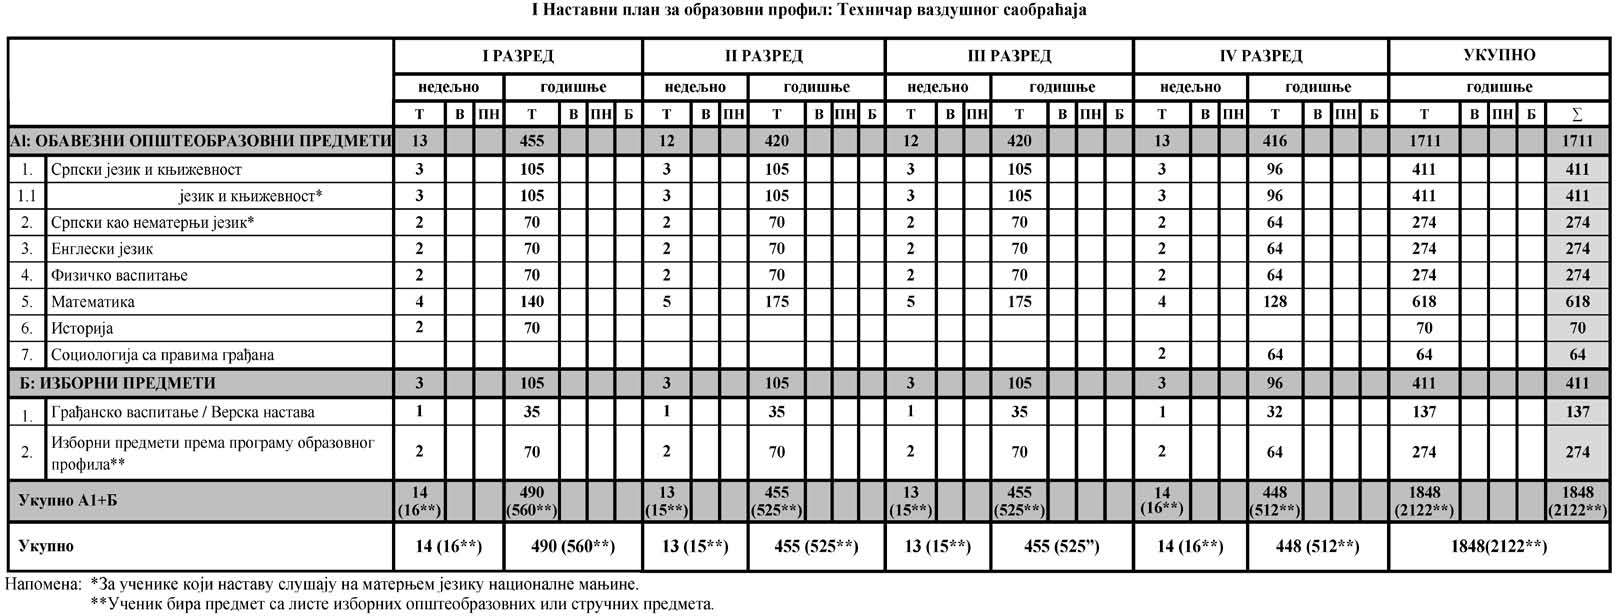 I Наставни план за образовни профил: Техничар ваздушног саобраћаја
I РАЗРЕД II РАЗРЕД III РАЗРЕД IV РАЗРЕД УКУПНО
недељно годишње недељно годишње недељно годишње недељно годишње годишње
Т В ПН Т В ПН Б Т В ПН Т В ПН Б Т В ПН Т В ПН Б Т В ПН Т В ПН Б Т В ПН Б ∑
АI: ОБАВЕЗНИ ОПШТЕОБРАЗОВНИ ПРЕДМЕТИ 13 455 12 420 12 420 13 416 1711 1711
1. Српски језик и књижевност 3 105 3 105 3 105 3 96 411 411
1.1 језик и књижевност* 3 105 3 105 3 105 3 96 411 411
2. Српски као нематерњи језик* 2 70 2 70 2 70 2 64 274 274
3. Енглески језик 2 70 2 70 2 70 2 64 274 274
4. Физичко васпитање 2 70 2 70 2 70 2 64 274 274
5. Математика 4 140 5 175 5 175 4 128 618 618
6. Историја 2 70 70 70
7. Социологија са правима грађана 2 64 64 64
Б: ИЗБОРНИ ПРЕДМЕТИ 3 105 3 105 3 105 3 96 411 411
1. Грађанско васпитање / Верска настава 1 35 1 35 1 35 1 32 137 137
2. Изборни предмети према програму образовног
профила** 2 70 2 70 2 70 2 64 274 274
Укупно А1+Б 14 490 13 455 13 455 14 448 1848 1848
(16**) (560**) (15**) (525**) (15**) (525**) (16**) (512**) (2122**) (2122**)
Укупно 14 (16**) 490 (560**) 13 (15**) 455 (525**) 13 (15**) 455 (525”) 14 (16**) 448 (512**) 1848(2122**)
Напомена: *За ученике који наставу слушају на матерњем језику националне мањине.
**Ученик бира предмет са листе изборних општеобразовних или стручних предмета.